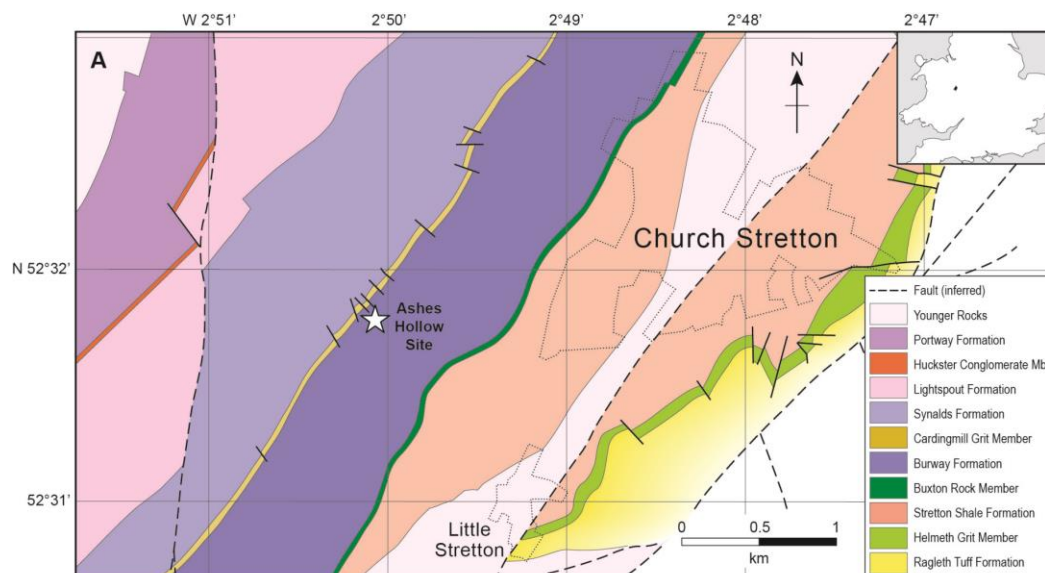 W 2°51' 2°50' 2°49' 2°48' 2°47'
A
N
Church Stretton
N 52°32'
Ashes
Hollow
Site
52°31'
Little
Stretton
0 0.5 1
km
Fault (inferred)
Younger Rocks
Portway Formation
Huckster Conglomerate Mb
Lightspout Formation
Synalds Formation
Cardingmill Grit Member
Burway Formation
Buxton Rock Member
Stretton Shale Formation
Helmeth Grit Member
Ragleth Tuff Formation